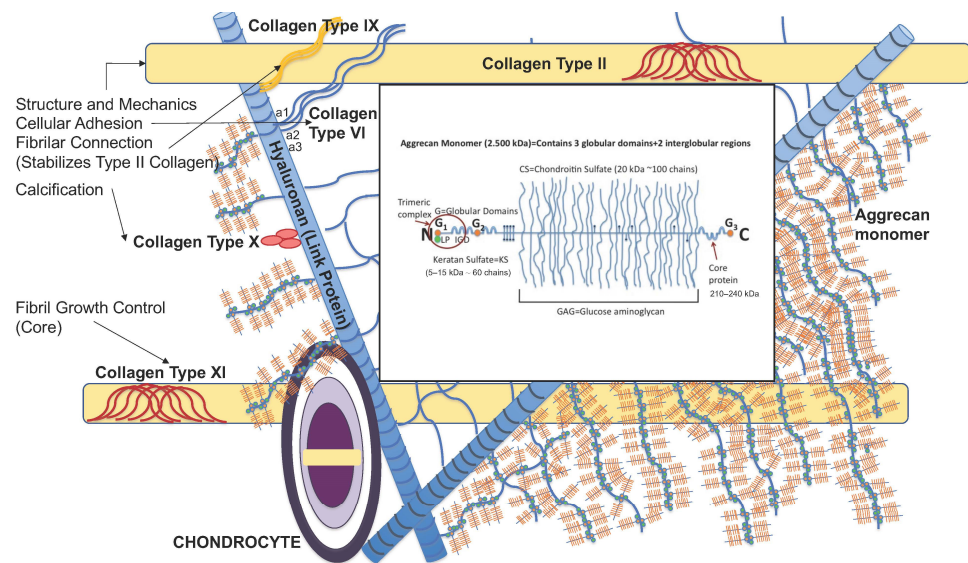 Collagen Type IX
Collagen Type II
Structure and Mechanics
Cellular Adhesion
Fibrilar Connection
(Stabilizes Type II Collagen)
Calcification
a1
a2
a3
Collagen
Type VI
Hyaluronan (Link Protein)
Collagen Type X
Fibril Growth Control
(Core)
Collagen Type XI
CHONDROCYTE
Aggrecan
monomer
Aggrecan Monomer (2.500 kDa)=Contains 3 globular domains+2 interglobular regions
CS=Chondroitin Sulfate (20 kDa ~100 chains)
Trimeric
complex
G=Globular Domains
N
G1
G2
LP
IGD
G3
C
Keratan Sulfate=KS
(5–15 kDa ~ 60 chains)
Core
protein
210–240 kDa
GAG=Glucose aminoglycan